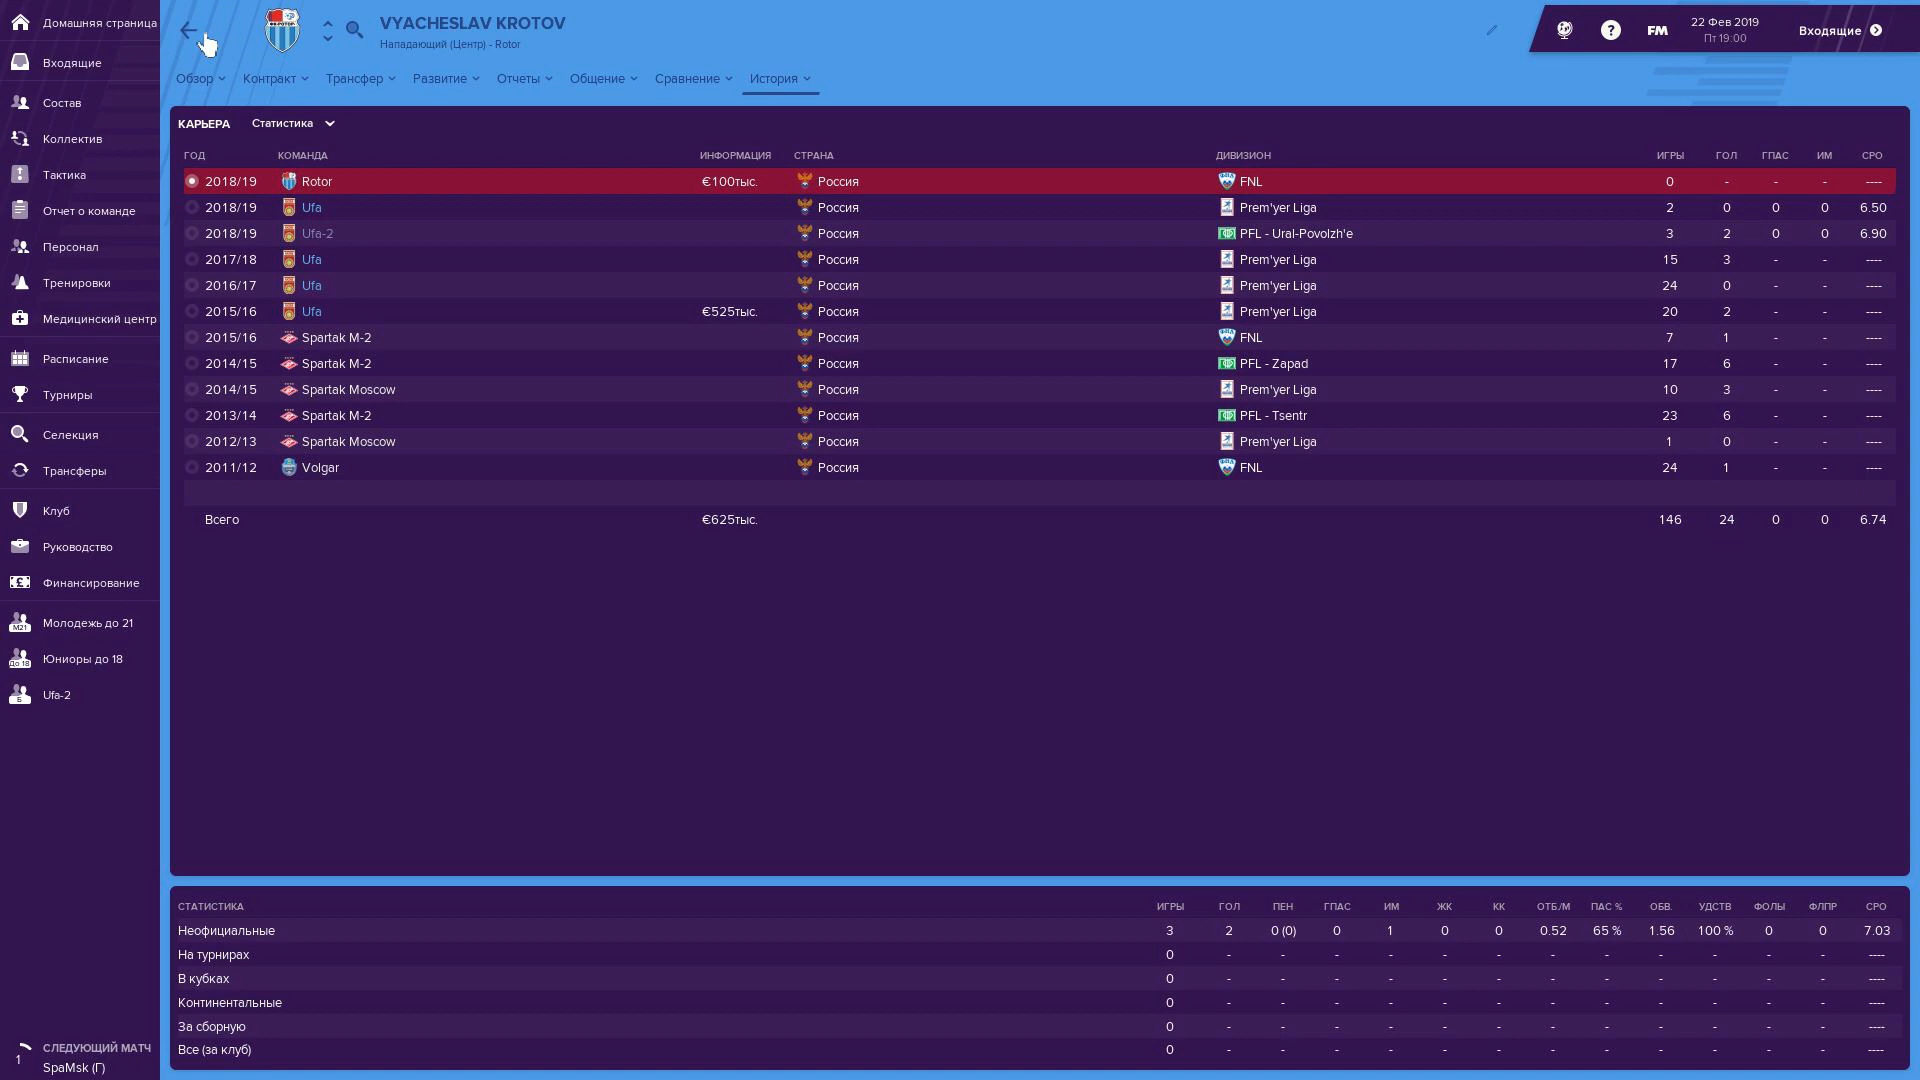 Домашняя страница
Входящие
Состав
Коллектив
Тактика
Отчет о команде
Персонал
Тренировки
Медицинский центр
Расписание
Турниры
Селекция
Трансферы
Клуб
Руководство
Финансирование
М21 Молодежь до 21
До 18 Юниоры до 18
Б Ufa-2
1 СЛЕДУЮЩИЙ МАТЧ
SpaMsk (Г)
VYACHESLAV KROTOV
Нападающий (Центр) - Rotor
? FM 22 Фев 2019 Входящие
Пт 19:00
Обзор Контракт Трансфер Развитие Отчеты Общение Сравнение История
КАРЬЕРА Статистика
ГОД КОМАНДА ИНФОРМАЦИЯ СТРАНА ДИВИЗИОН ИГРЫ ГОЛ ГПАС ИМ СРО
2018/19 Rotor €100тыс. Россия FNL 0 - - - ----
2018/19 Ufa Россия Prem'yer Liga 2 0 0 0 6.50
2018/19 Ufa-2 Россия PFL - Ural-Povolzh'e 3 2 0 0 6.90
2017/18 Ufa Россия Prem'yer Liga 15 3 - - ----
2016/17 Ufa Россия Prem'yer Liga 24 0 - - ----
2015/16 Ufa €525тыс. Россия Prem'yer Liga 20 2 - - ----
2015/16 Spartak M-2 Россия FNL 7 1 - - ----
2014/15 Spartak M-2 Россия PFL - Zapad 17 6 - - ----
2014/15 Spartak Moscow Россия Prem'yer Liga 10 3 - - ----
2013/14 Spartak M-2 Россия PFL - Tsentr 23 6 - - ----
2012/13 Spartak Moscow Россия Prem'yer Liga 1 0 - - ----
2011/12 Volgar Россия FNL 24 1 - - ----
Всего €625тыс. 146 24 0 0 6.74
СТАТИСТИКА ИГРЫ ГОЛ ПЕН ГПАС ИМ ЖК КК ОТБ/М ПАС % ОБВ. УДСТВ ФОЛЫ ФЛПР СРО
Неофициальные 3 2 0 (0) 0 1 0 0 0.52 65 % 1.56 100 % 0 0 7.03
На турнирах 0 - - - - - - - - - - - - ----
В кубках 0 - - - - - - - - - - - - ----
Континентальные 0 - - - - - - - - - - - - ----
За сборную 0 - - - - - - - - - - - - ----
Все (за клуб) 0 - - - - - - - - - - - - ----